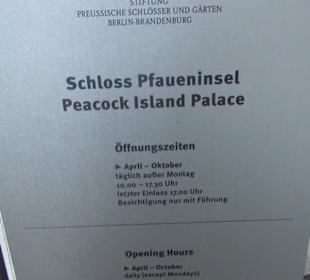 STIFTUNG
PREUSSISCHE SCHLÖSSER UND GÄRTEN
BERLIN-BRANDENBURG
Schloss Pfaueninsel
Peacock Island Palace
Öffnungszeiten
▶ April – Oktober
täglich außer Montag
10.00 – 17.30 Uhr
letzter Einlass 17.00 Uhr
Besichtigung nur mit Führung
Opening Hours
▶ April – October
daily (except Mondays)